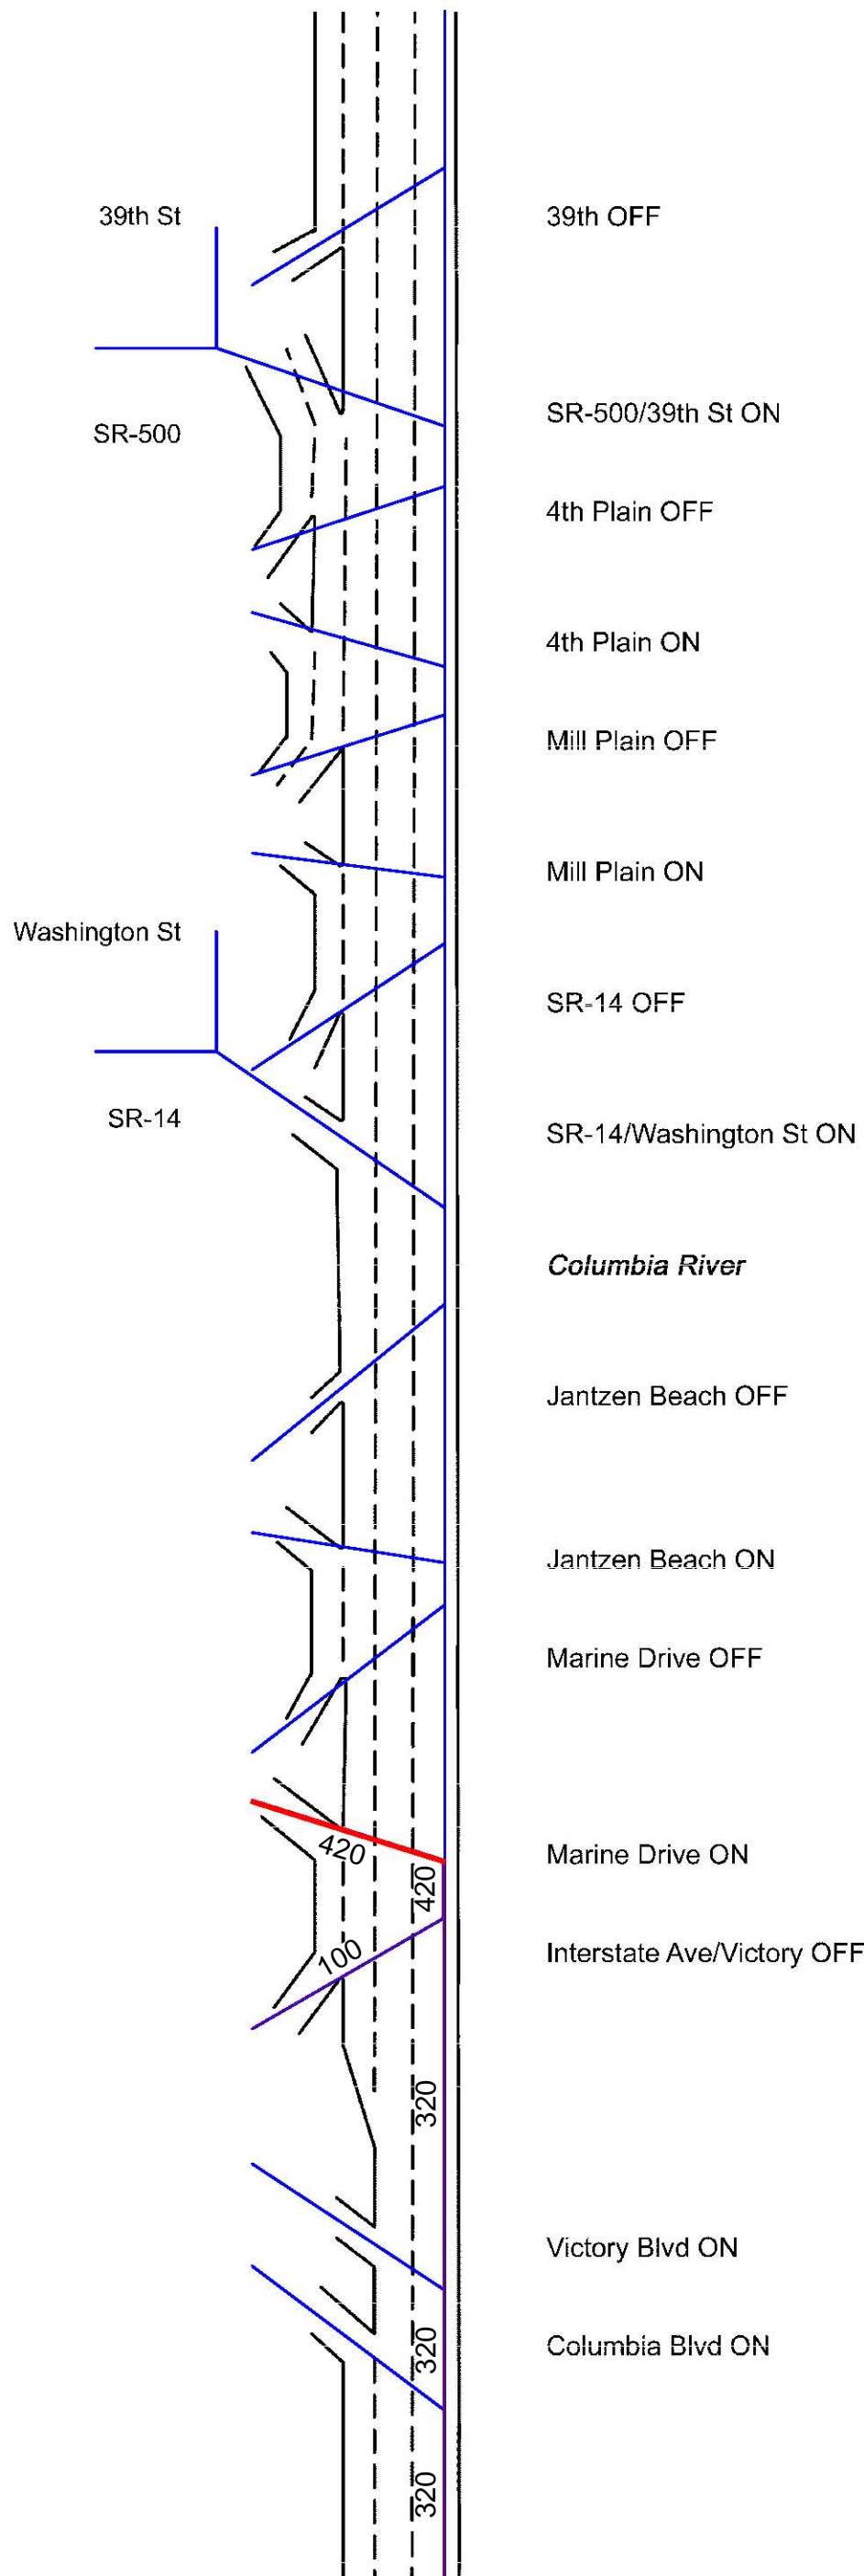 39th St
39th OFF
SR-500/39th St ON
SR-500
4th Plain OFF
4th Plain ON
Mill Plain OFF
Mill Plain ON
Washington St
SR-14 OFF
SR-14
SR-14/Washington St ON
Columbia River
Jantzen Beach OFF
Jantzen Beach ON
Marine Drive OFF
420
Marine Drive ON
420
100
Interstate Ave/Victory OFF
320
Victory Blvd ON
320
Columbia Blvd ON
320